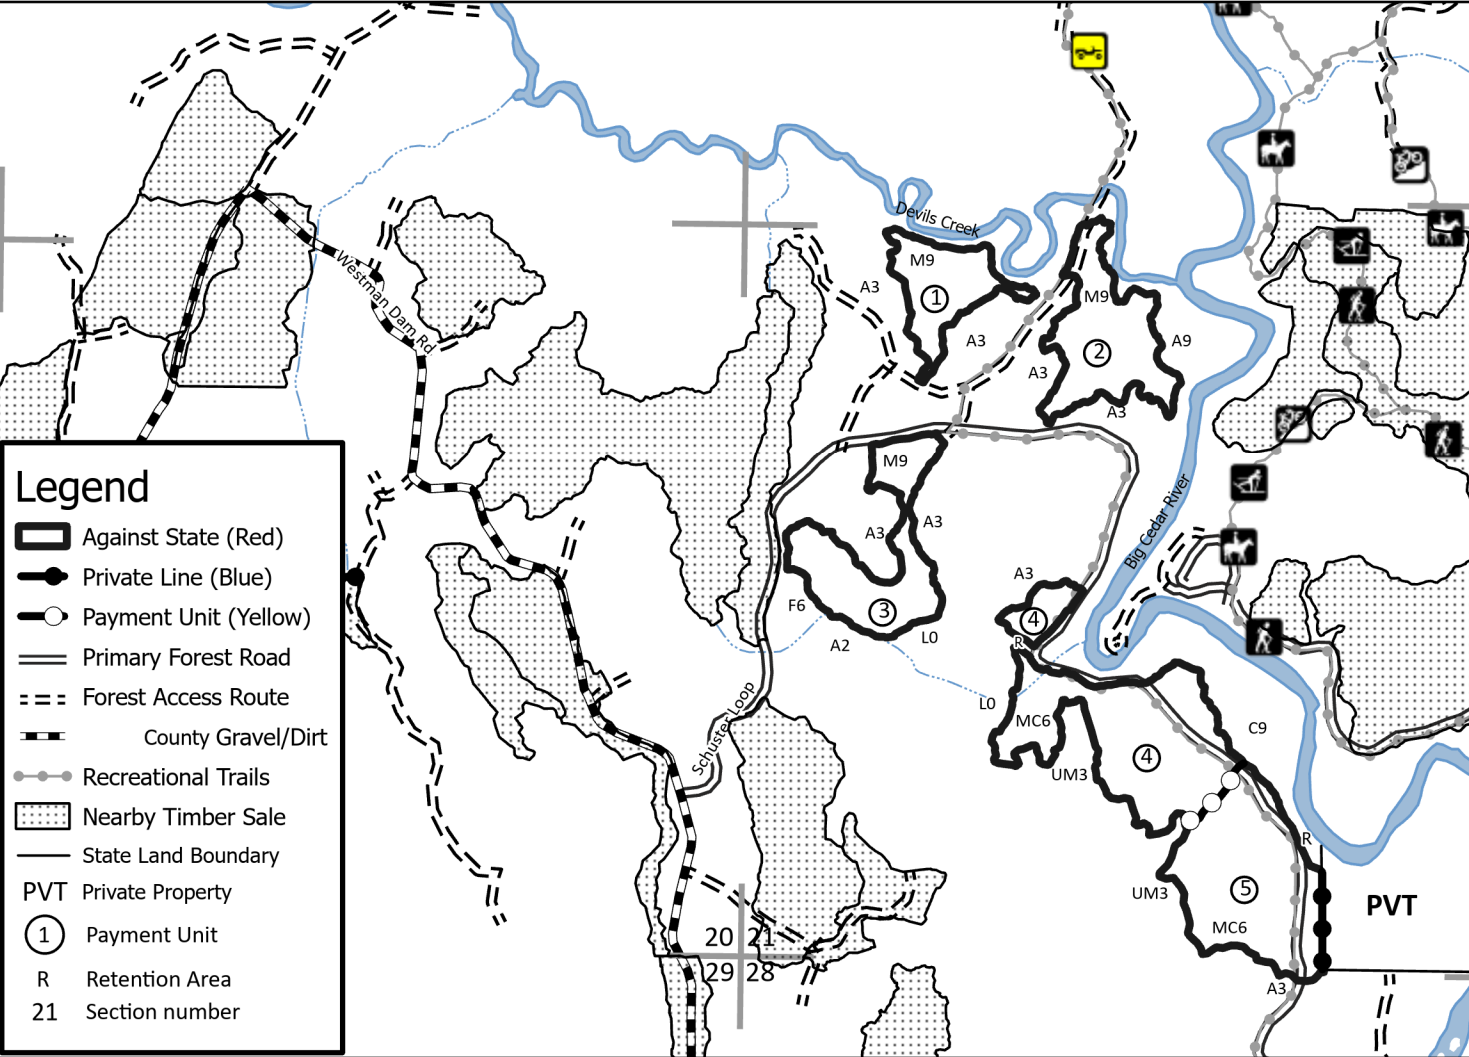 Devils Creek
M9
A3
1
M9
A3
A9
2
Westman Dam Rd
A3
A3
M9
A3
A3
Big Cedar River
Legend
Against State (Red)
Private Line (Blue)
Payment Unit (Yellow)
Primary Forest Road
Forest Access Route
County Gravel/Dirt
Recreational Trails
Nearby Timber Sale
State Land Boundary
PVT Private Property
1 Payment Unit
R Retention Area
21 Section number
A3
F6
3
4
A2
L0
R
Schuster Loop
L0
MC6
C9
4
UM3
R
UM3
5
PVT
MC6
20 21
29 28
A3